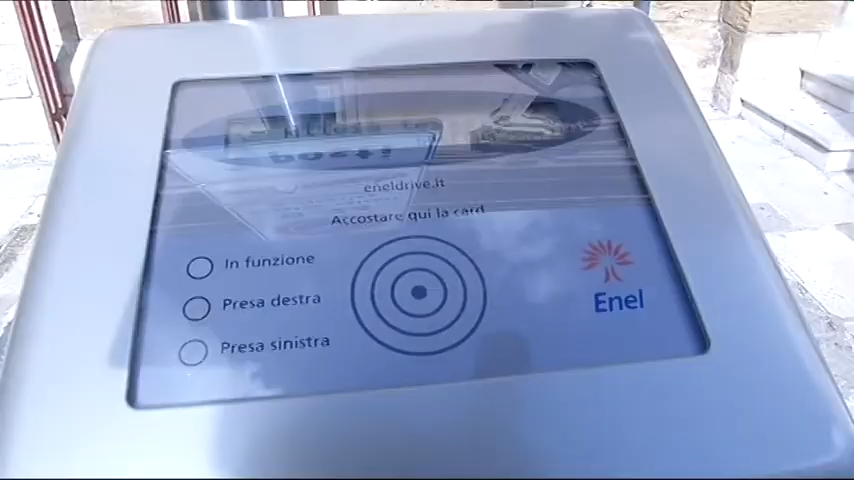 eneldrive.it
Accostare qui la card
In funzione
Presa destra
Presa sinistra
Enel